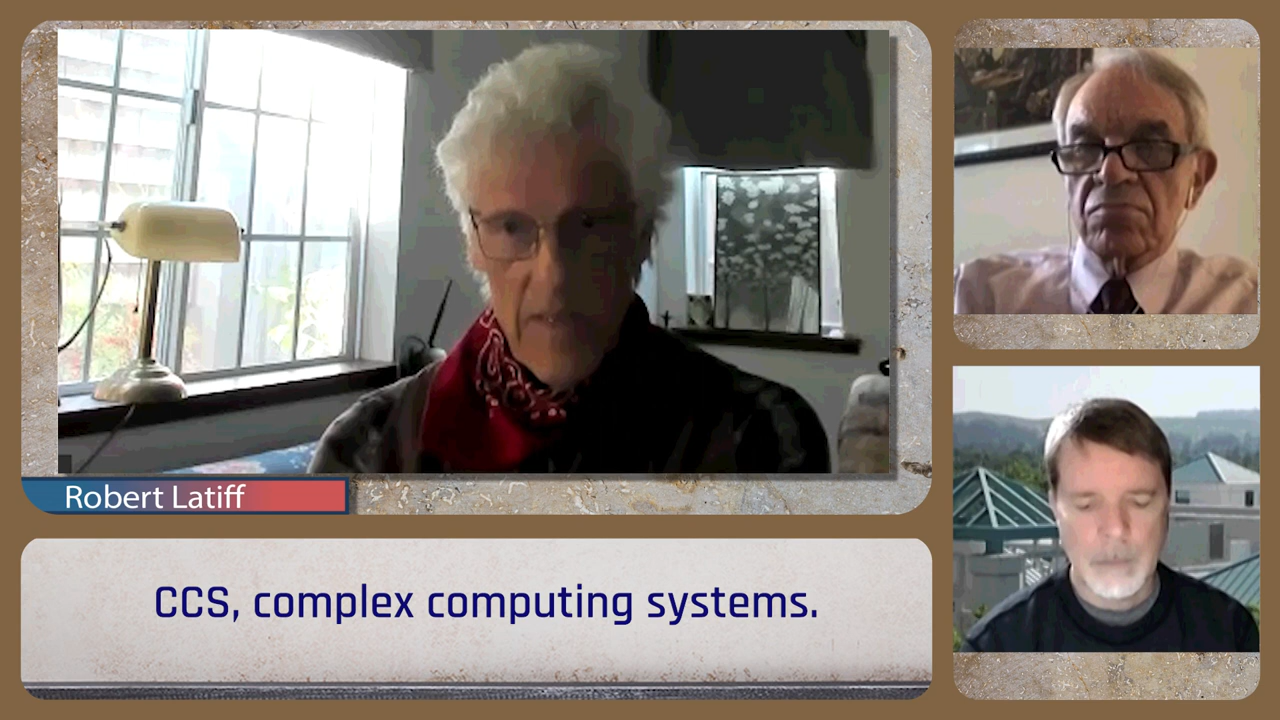 Robert Latiff
CCS, complex computing systems.